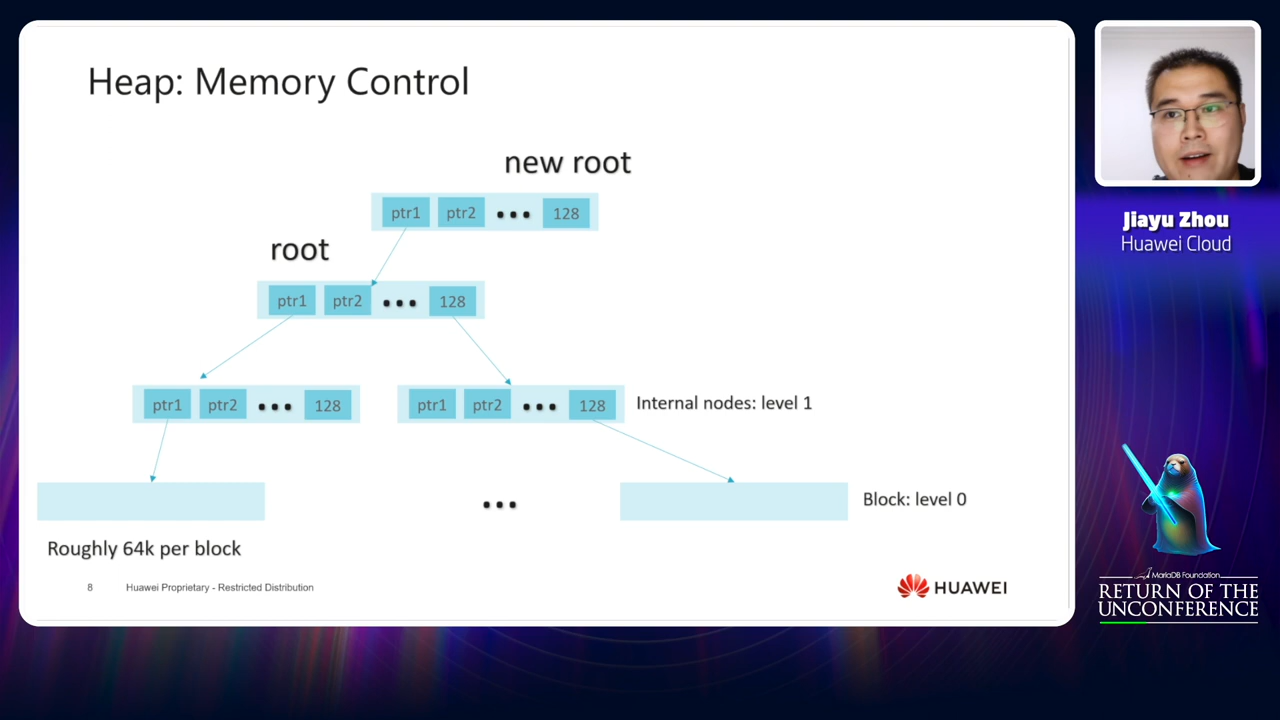 Heap: Memory Control
new root
ptr1 ptr2 ••• 128
root
ptr1 ptr2 ••• 128
ptr1 ptr2 ••• 128
ptr1 ptr2 ••• 128
Internal nodes: level 1
•••
Block: level 0
Roughly 64k per block
8
Huawei Proprietary - Restricted Distribution
HUAWEI
Jiayu Zhou
Huawei Cloud
MariaDB Foundation
RETURN OF THE
UNCONFERENCE